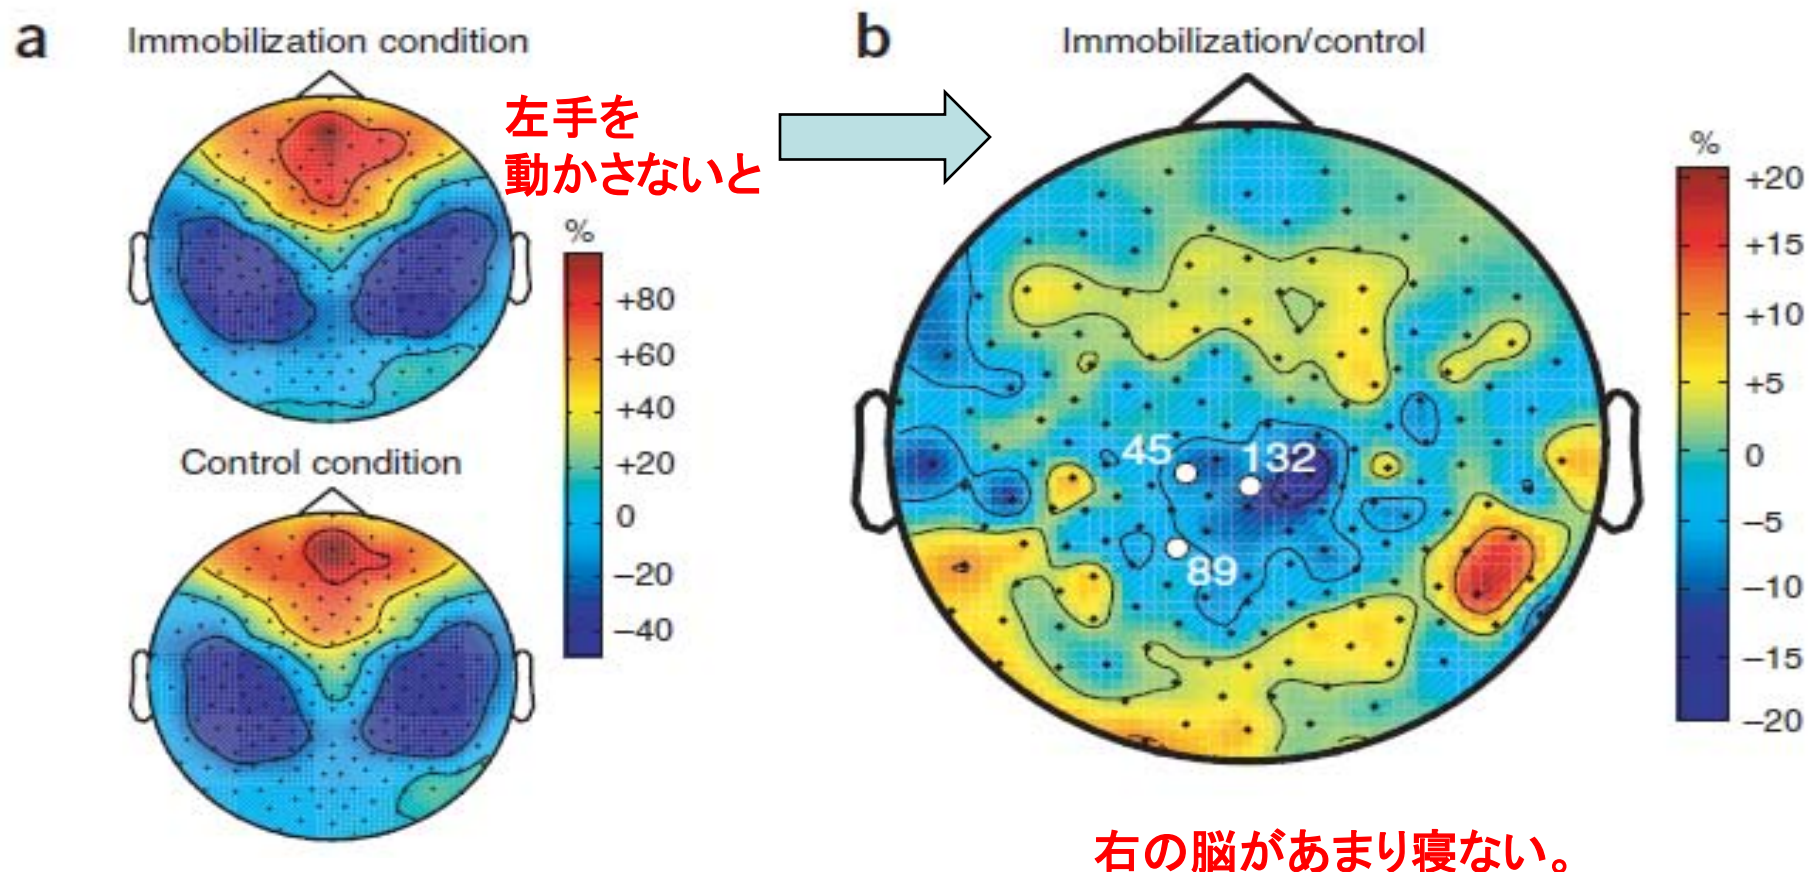 a
Immobilization condition
左手を
動かさないと
%
+80
+60
+40
+20
0
−20
−40
Control condition
b
Immobilization/control
45
132
89
%
+20
+15
+10
+5
0
−5
−10
−15
−20
右の脳があまり寝ない。